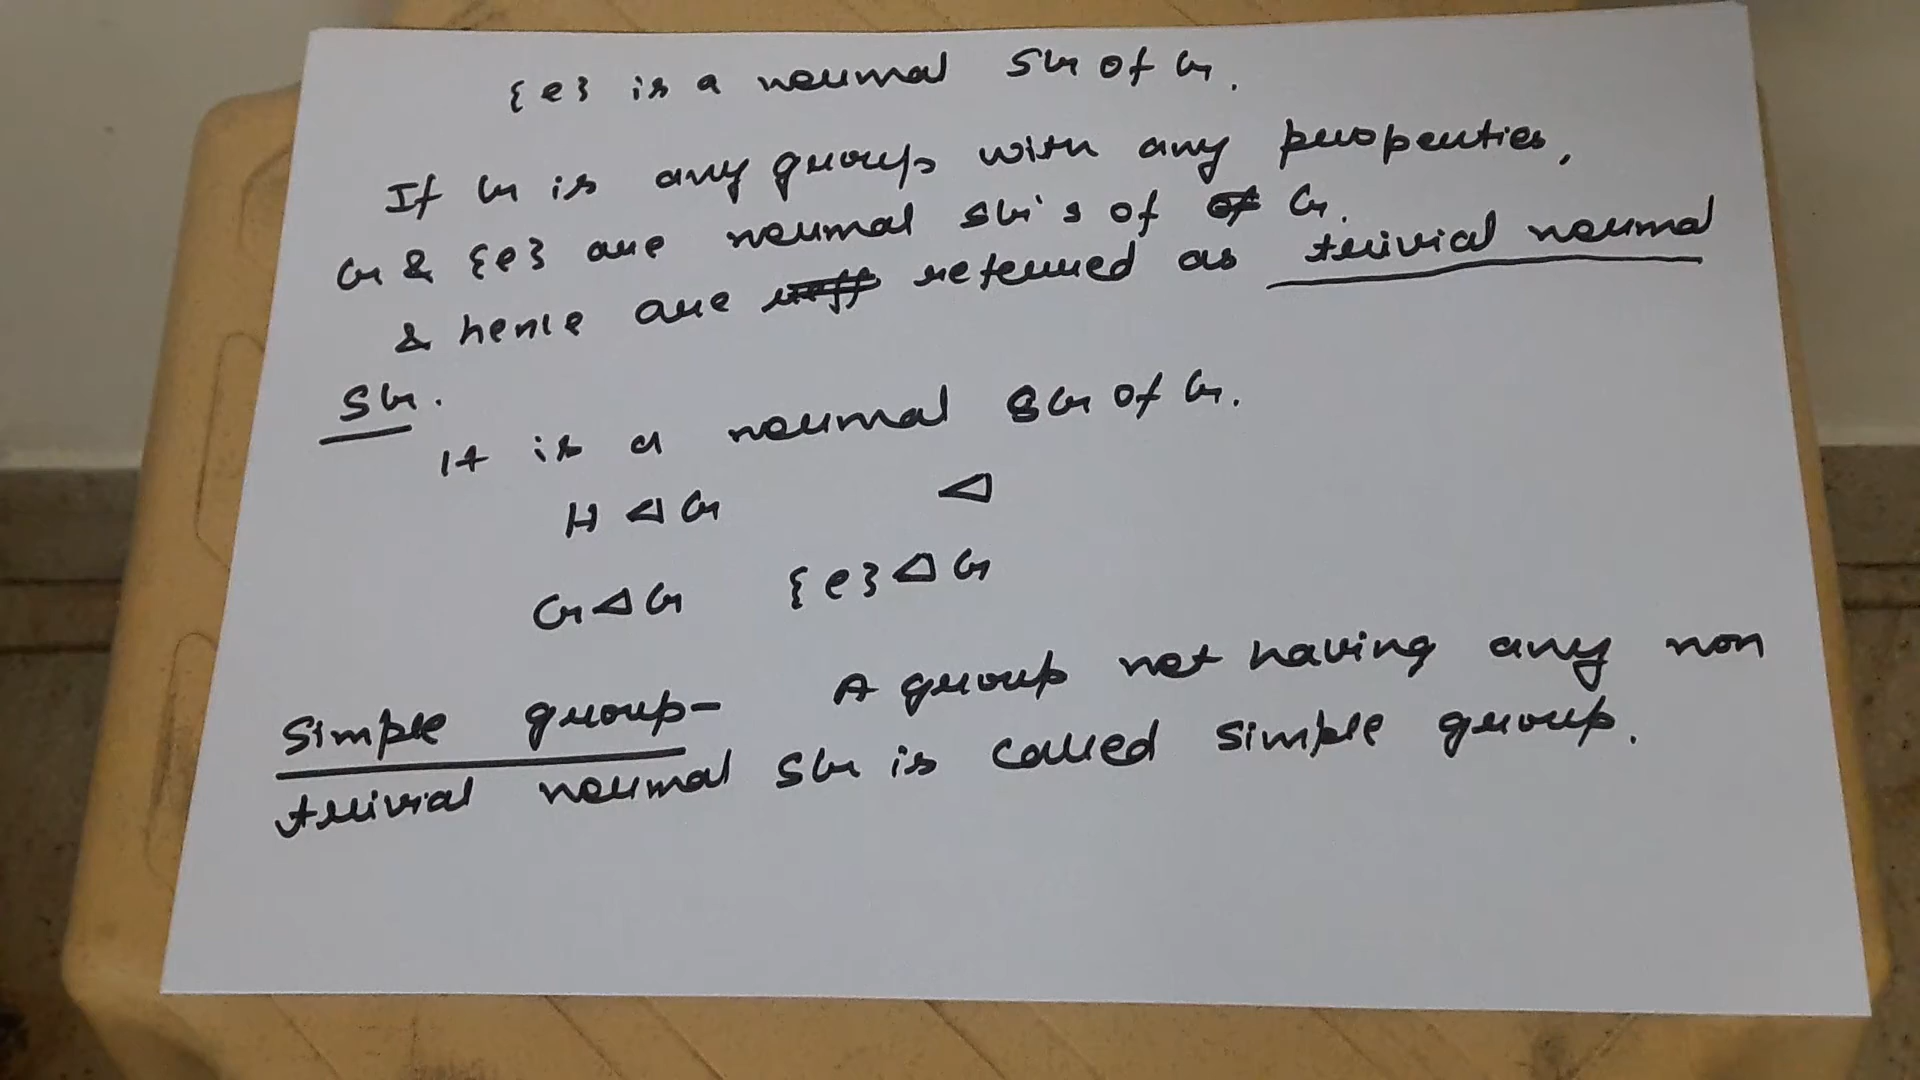 {e} is a normal SG of G.
If G is any group with any properties,
G & {e} are normal SG's of G.
& hence are referred as trivial normal
SG.
It is a normal SG of G.
H ⊲ G ⊲
G ⊲ G {e} ⊲ G
Simple group- A group not having any non
trivial normal SG is called simple group.